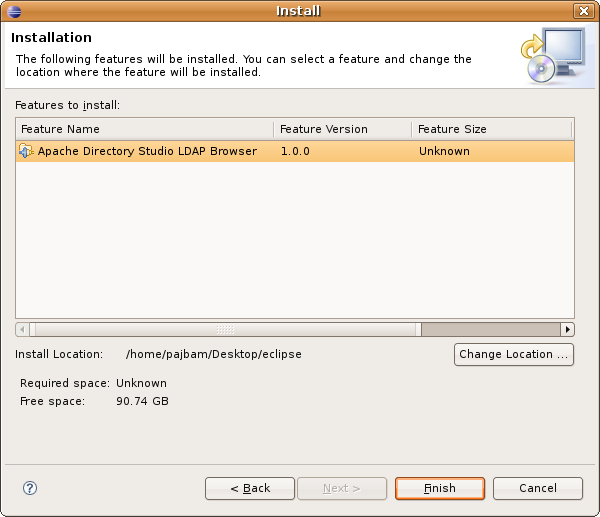 Install
Installation
The following features will be installed. You can select a feature and change the
location where the feature will be installed.
Features to install:
Feature Name Feature Version Feature Size
Apache Directory Studio LDAP Browser 1.0.0 Unknown
Install Location: /home/pajbam/Desktop/eclipse Change Location ...
Required space: Unknown
Free space: 90.74 GB
? < Back Next > Finish Cancel